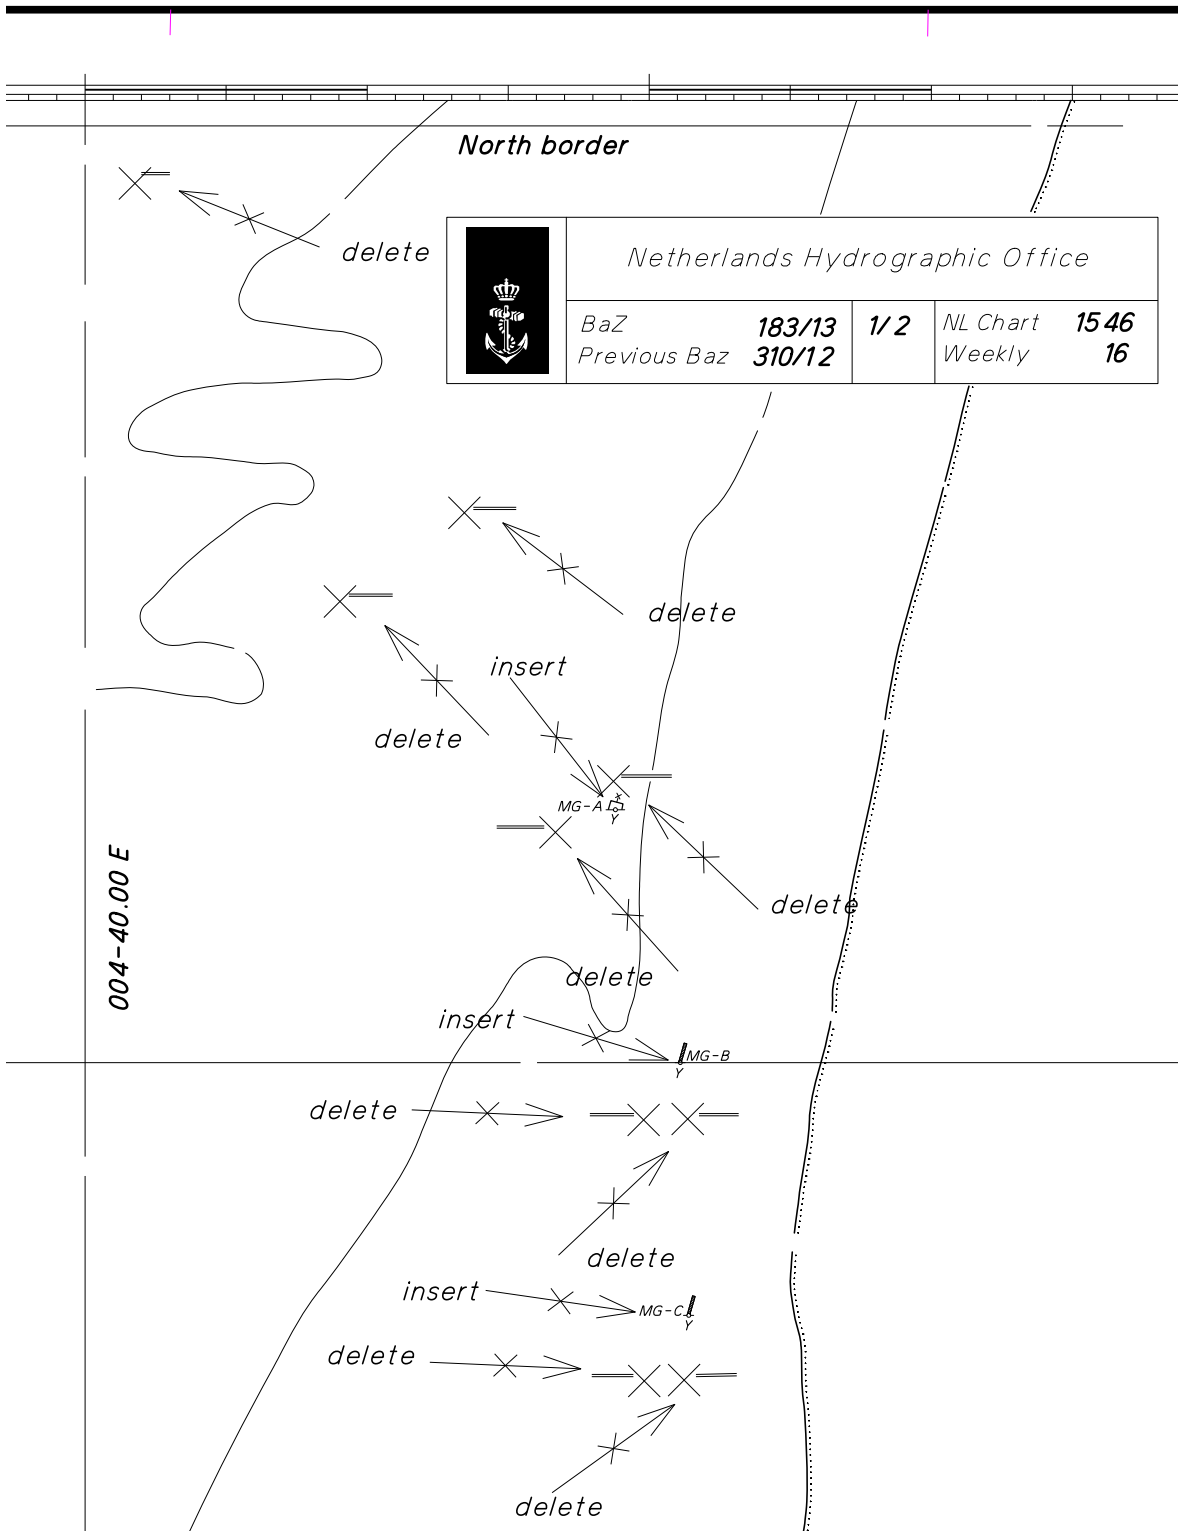 North border
delete
Netherlands Hydrographic Office
BaZ 183/13 1/2 NL Chart 1546
Previous Baz 310/12 Weekly 16
delete
insert
delete
MG-A
Y
004-40.00 E
delete
delete
insert
MG-B
Y
delete
delete
insert
MG-C
Y
delete
delete